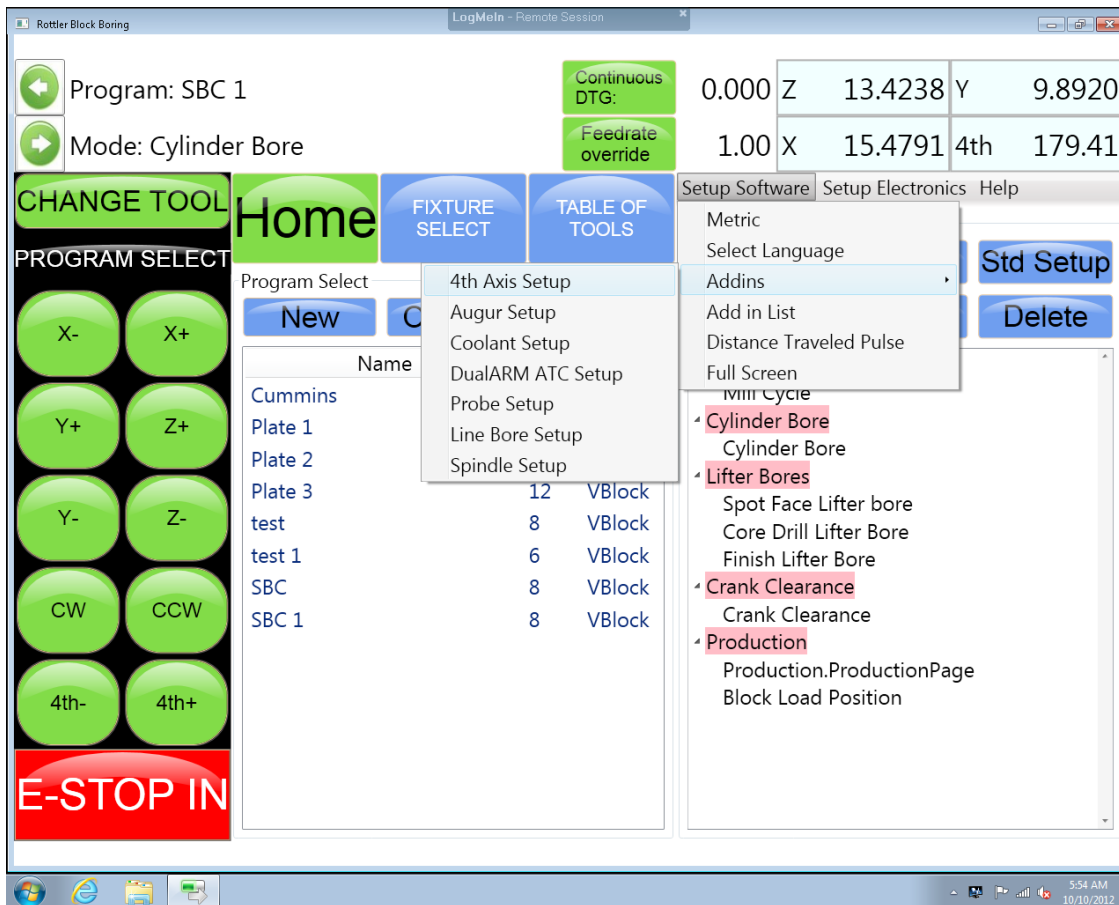 Rottler Block Boring
LogMeIn - Remote Session
Program: SBC 1
Continuous
DTG:
0.000 Z 13.4238 Y 9.8920
Mode: Cylinder Bore
Feedrate
override
1.00 X 15.4791 4th 179.41
CHANGE TOOL
Home
FIXTURE
SELECT
TABLE OF
TOOLS
Setup Software Setup Electronics Help
Metric
Select Language
Addins
Add in List
Distance Traveled Pulse
Full Screen
Std Setup
Delete
PROGRAM SELECT
X- X+
Y+ Z+
Y- Z-
CW CCW
4th- 4th+
E-STOP IN
Program Select
New
4th Axis Setup
Augur Setup
Coolant Setup
DualARM ATC Setup
Probe Setup
Line Bore Setup
Spindle Setup
Name
Cummins
Plate 1
Plate 2
Plate 3 12 VBlock
test 8 VBlock
test 1 6 VBlock
SBC 8 VBlock
SBC 1 8 VBlock
Mill Cycle
Cylinder Bore
Cylinder Bore
Lifter Bores
Spot Face Lifter bore
Core Drill Lifter Bore
Finish Lifter Bore
Crank Clearance
Crank Clearance
Production
Production.ProductionPage
Block Load Position
5:54 AM
10/10/2012